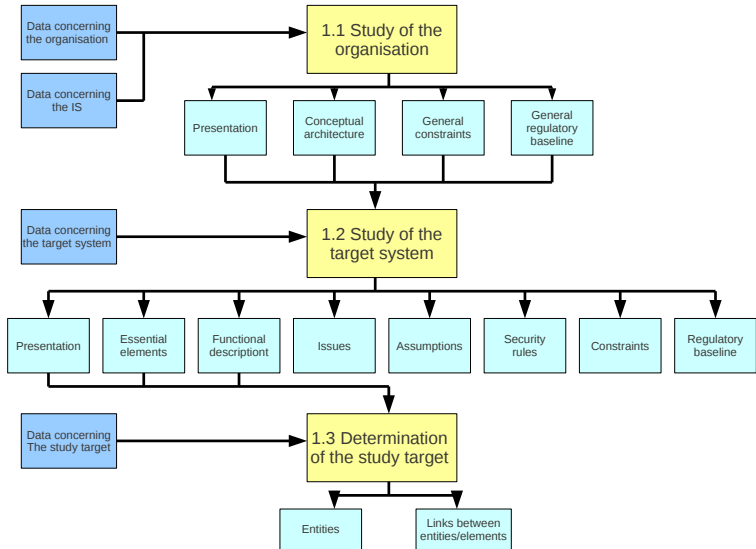 Data concerning
the organisation
1.1 Study of the
organisation
Data concerning
the IS
Presentation
Conceptual
architecture
General
constraints
General
regulatory
baseline
Data concerning
the target system
1.2 Study of the
target system
Presentation
Essential
elements
Functional
descriptiont
Issues
Assumptions
Security
rules
Constraints
Regulatory
baseline
Data concerning
The study target
1.3 Determination
of the study target
Entities
Links between
entities/elements